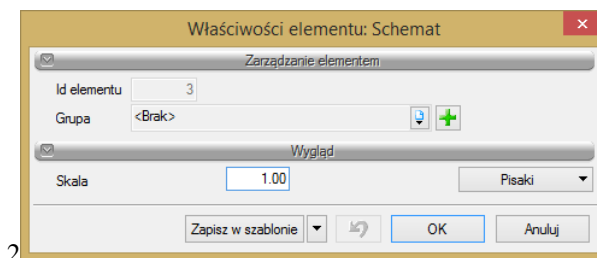 Właściwości elementu: Schemat
Zarządzanie elementem
Id elementu 3
Grupa <Brak>
Wygląd
Skala 1.00 Pisaki
Zapisz w szablonie OK Anuluj
2